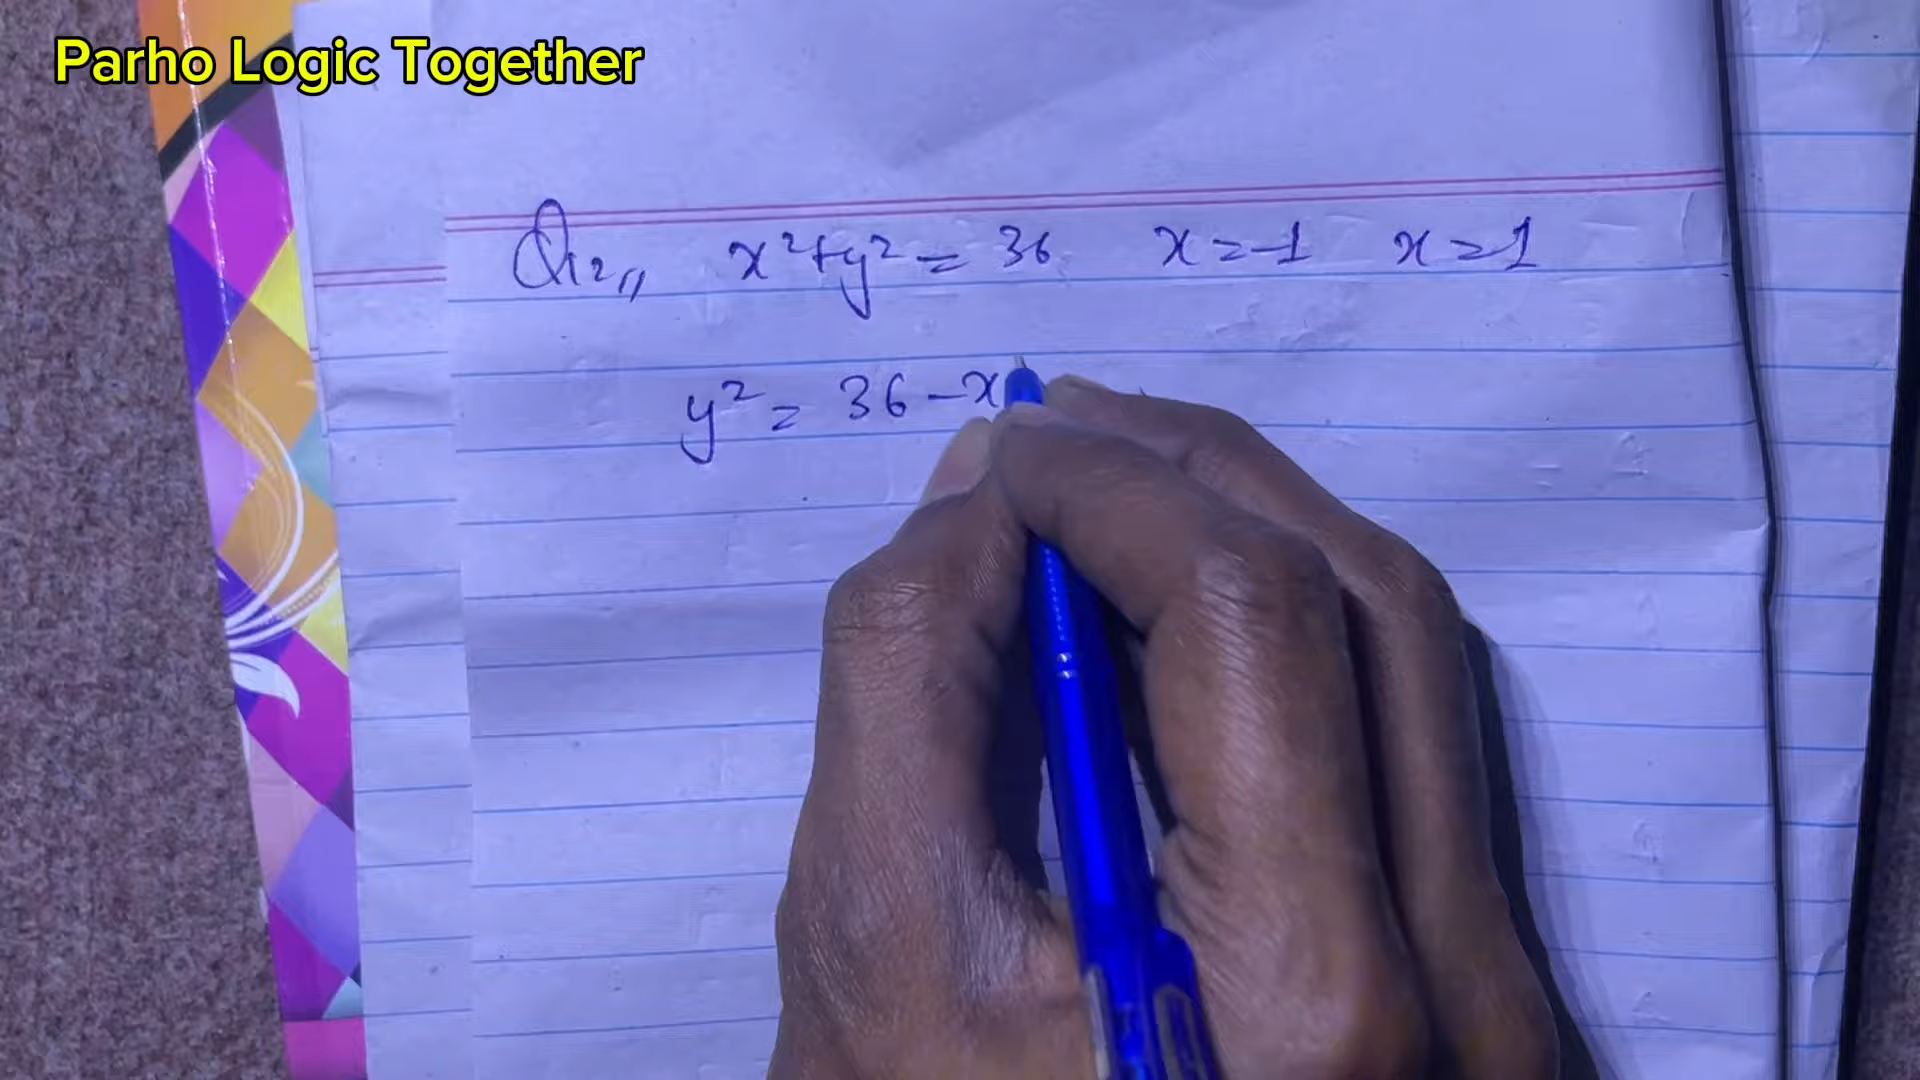 Parho Logic Together
Q12,, x²+y² = 36 x=-1 x=1
y² = 36-x